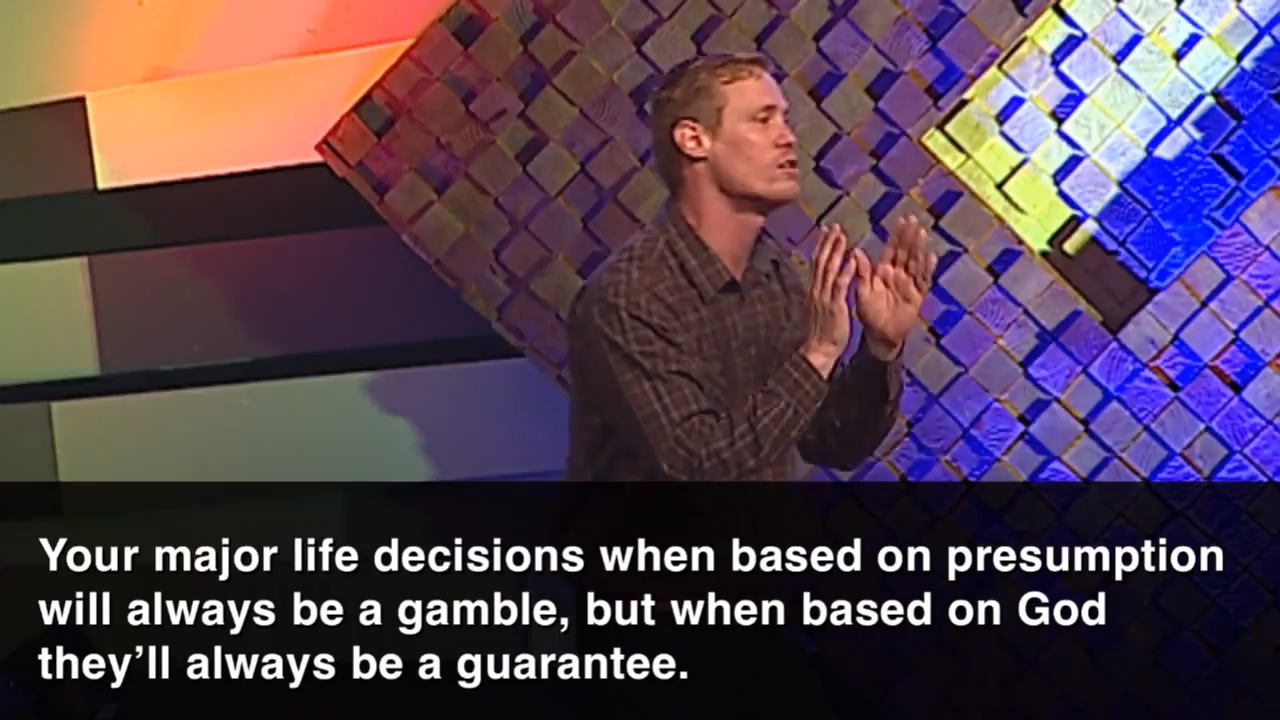 Your major life decisions when based on presumption
will always be a gamble, but when based on God
they’ll always be a guarantee.